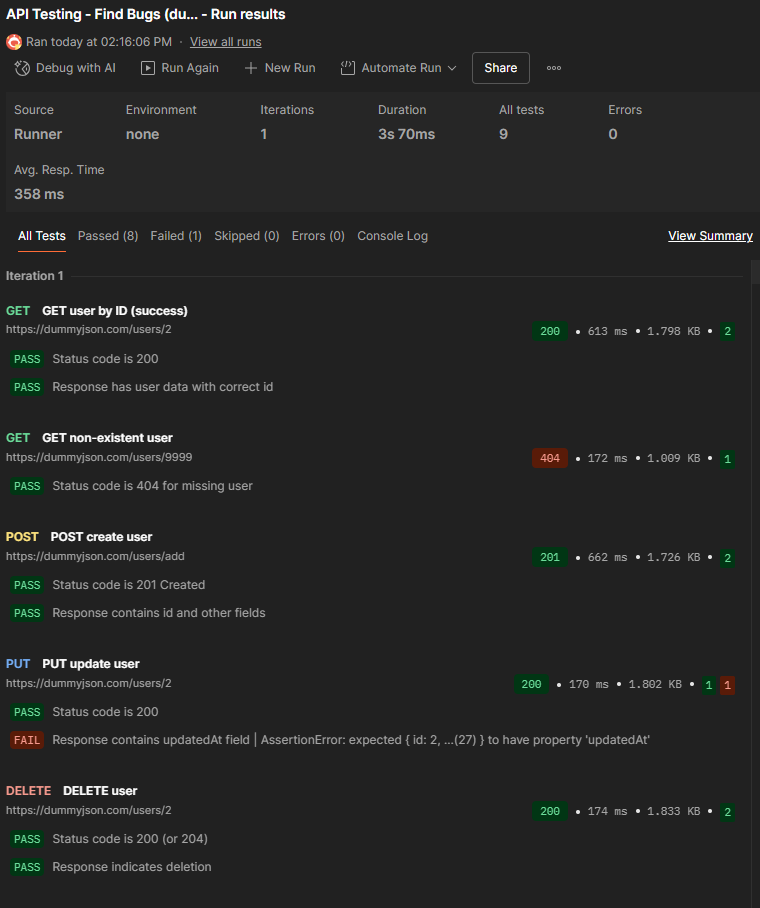 API Testing - Find Bugs (du... - Run results
Ran today at 02:16:06 PM · View all runs
Debug with AI Run Again New Run Automate Run Share
Source Environment Iterations Duration All tests Errors
Runner none 1 3s 70ms 9 0
Avg. Resp. Time
358 ms
All Tests Passed (8) Failed (1) Skipped (0) Errors (0) Console Log View Summary
Iteration 1
GET GET user by ID (success)
https://dummyjson.com/users/2
200 • 613 ms • 1.798 KB • 2
PASS Status code is 200
PASS Response has user data with correct id
GET GET non-existent user
https://dummyjson.com/users/9999
404 • 172 ms • 1.009 KB • 1
PASS Status code is 404 for missing user
POST POST create user
https://dummyjson.com/users/add
201 • 662 ms • 1.726 KB • 2
PASS Status code is 201 Created
PASS Response contains id and other fields
PUT PUT update user
https://dummyjson.com/users/2
200 • 170 ms • 1.802 KB • 1 1
PASS Status code is 200
FAIL Response contains updatedAt field | AssertionError: expected { id: 2, …(27) } to have property 'updatedAt'
DELETE DELETE user
https://dummyjson.com/users/2
200 • 174 ms • 1.833 KB • 2
PASS Status code is 200 (or 204)
PASS Response indicates deletion